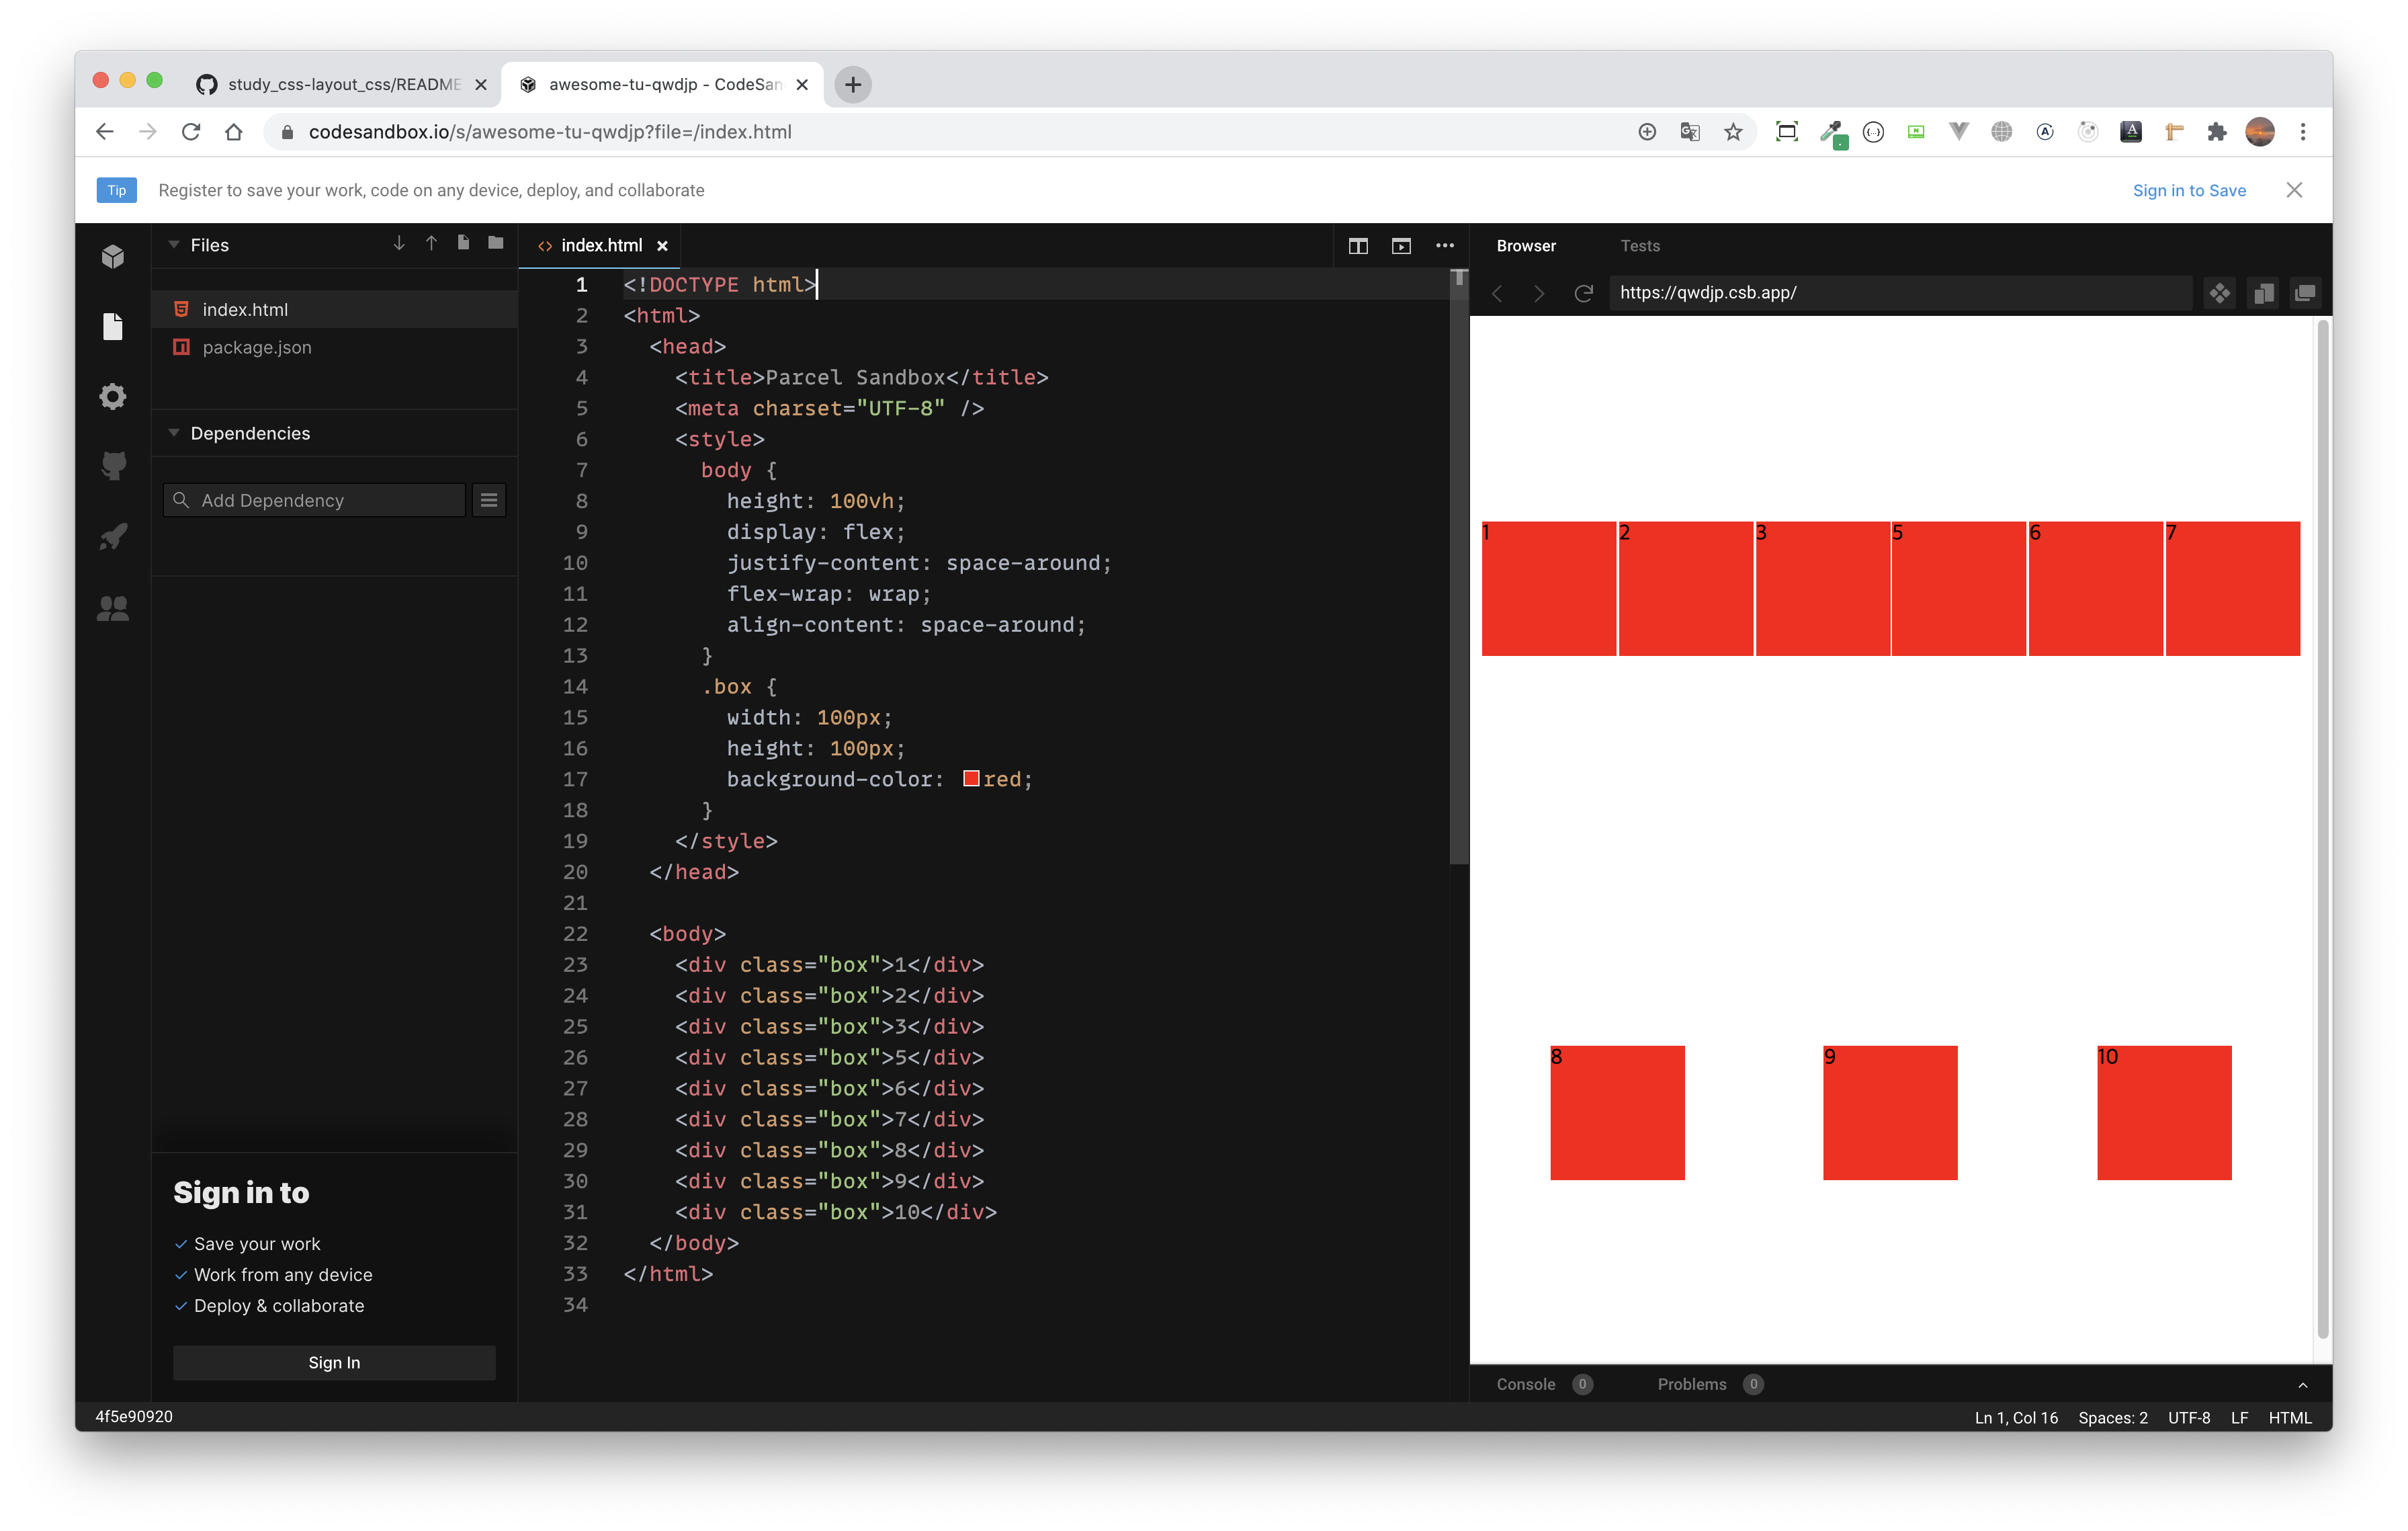 study_css-layout_css/README
awesome-tu-qwdjp - CodeSan
codesandbox.io/s/awesome-tu-qwdjp?file=/index.html
Tip
Register to save your work, code on any device, deploy, and collaborate
Sign in to Save
Files
index.html
package.json
Dependencies
Add Dependency
Sign in to
Save your work
Work from any device
Deploy & collaborate
Sign In
index.html
1 <!DOCTYPE html>
2 <html>
3 <head>
4 <title>Parcel Sandbox</title>
5 <meta charset="UTF-8" />
6 <style>
7 body {
8 height: 100vh;
9 display: flex;
10 justify-content: space-around;
11 flex-wrap: wrap;
12 align-content: space-around;
13 }
14 .box {
15 width: 100px;
16 height: 100px;
17 background-color: red;
18 }
19 </style>
20 </head>
21
22 <body>
23 <div class="box">1</div>
24 <div class="box">2</div>
25 <div class="box">3</div>
26 <div class="box">5</div>
27 <div class="box">6</div>
28 <div class="box">7</div>
29 <div class="box">8</div>
30 <div class="box">9</div>
31 <div class="box">10</div>
32 </body>
33 </html>
34
Browser Tests
https://qwdjp.csb.app/
1 2 3 5 6 7
8 9 10
Console 0 Problems 0
4f5e90920
Ln 1, Col 16 Spaces: 2 UTF-8 LF HTML